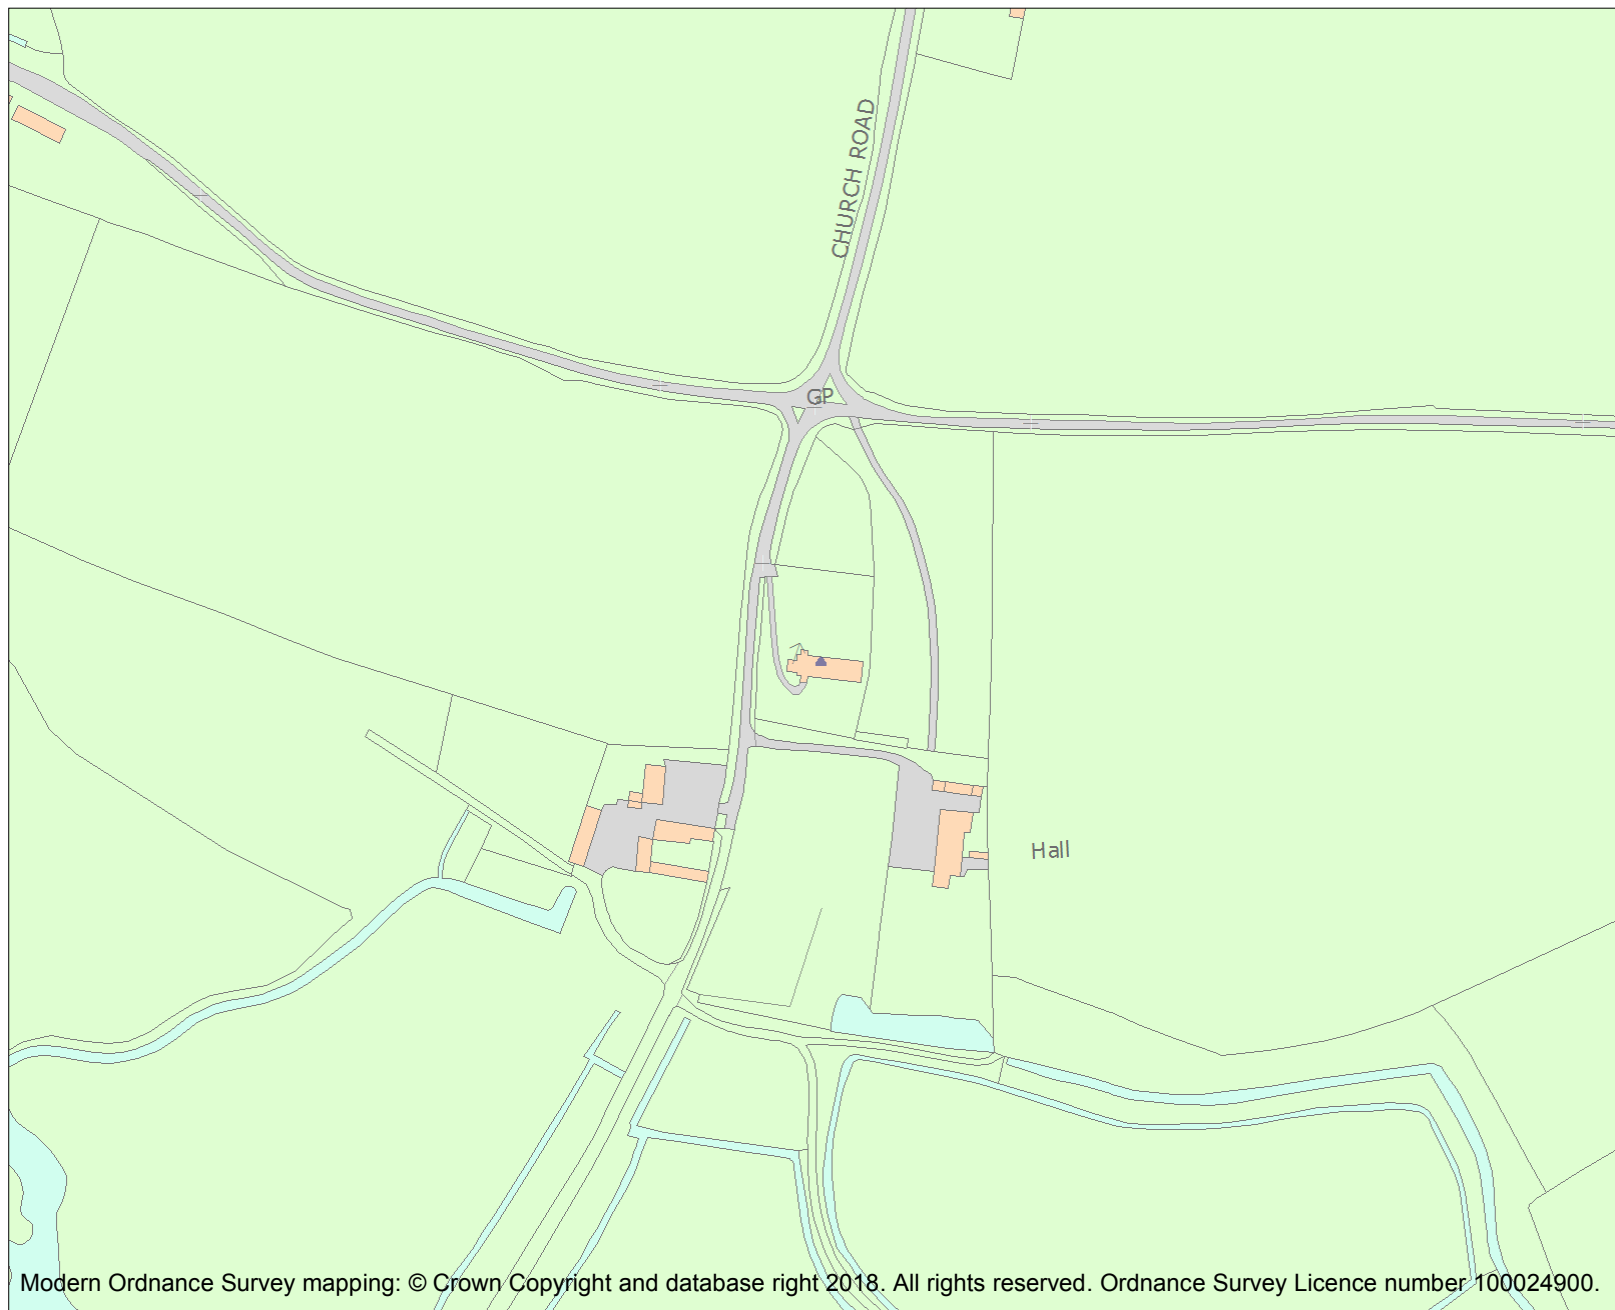 CHURCH ROAD
GP
Hall
Modern Ordnance Survey mapping: © Crown Copyright and database right 2018. All rights reserved. Ordnance Survey Licence number 100024900.